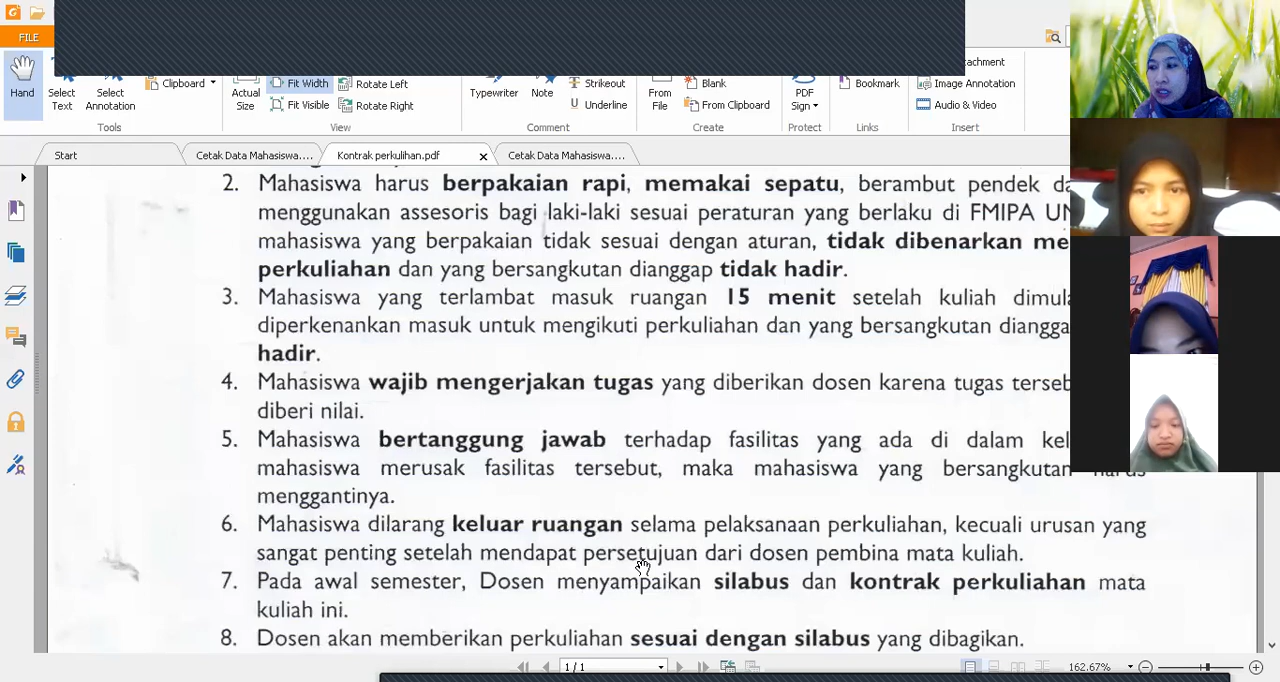 FILE
Hand
Select Text
Select Annotation
Clipboard
Tools
Actual Size
Fit Width
Fit Visible
Rotate Left
Rotate Right
View
Typewriter
Note
Strikeout
Underline
Comment
From File
Blank
From Clipboard
Create
PDF Sign
Protect
Bookmark
Links
Image Annotation
Audio & Video
Insert
Start
Cetak Data Mahasiswa....
Kontrak perkulihan.pdf
Cetak Data Mahasiswa....
2. Mahasiswa harus berpakaian rapi, memakai sepatu, berambut pendek
menggunakan assesoris bagi laki-laki sesuai peraturan yang berlaku di FMIPA
mahasiswa yang berpakaian tidak sesuai dengan aturan, tidak dibenarkan
perkuliahan dan yang bersangkutan dianggap tidak hadir.
3. Mahasiswa yang terlambat masuk ruangan 15 menit setelah kuliah
diperkenankan masuk untuk mengikuti perkuliahan dan yang bersangkutan
hadir.
4. Mahasiswa wajib mengerjakan tugas yang diberikan dosen karena tugas
diberi nilai.
5. Mahasiswa bertanggung jawab terhadap fasilitas yang ada di dalam
mahasiswa merusak fasilitas tersebut, maka mahasiswa yang bersangkutan harus
menggantinya.
6. Mahasiswa dilarang keluar ruangan selama pelaksanaan perkuliahan, kecuali urusan yang
sangat penting setelah mendapat persetujuan dari dosen pembina mata kuliah.
7. Pada awal semester, Dosen menyampaikan silabus dan kontrak perkuliahan mata
kuliah ini.
8. Dosen akan memberikan perkuliahan sesuai dengan silabus yang dibagikan.
1 / 1
162.67%